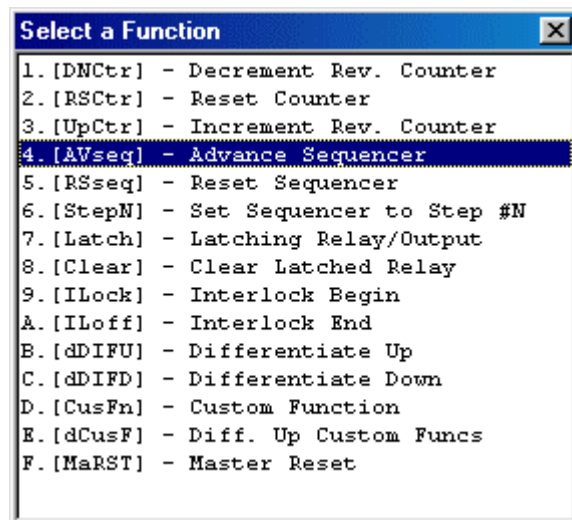 Select a Function
1.[DNCtr] - Decrement Rev. Counter
2.[RSCtr] - Reset Counter
3.[UpCtr] - Increment Rev. Counter
4.[AVseq] - Advance Sequencer
5.[RSseq] - Reset Sequencer
6.[StepN] - Set Sequencer to Step #N
7.[Latch] - Latching Relay/Output
8.[Clear] - Clear Latched Relay
9.[ILock] - Interlock Begin
A.[ILoff] - Interlock End
B.[dDIFU] - Differentiate Up
C.[dDIFD] - Differentiate Down
D.[CusFn] - Custom Function
E.[dCusF] - Diff. Up Custom Funcs
F.[MaRST] - Master Reset